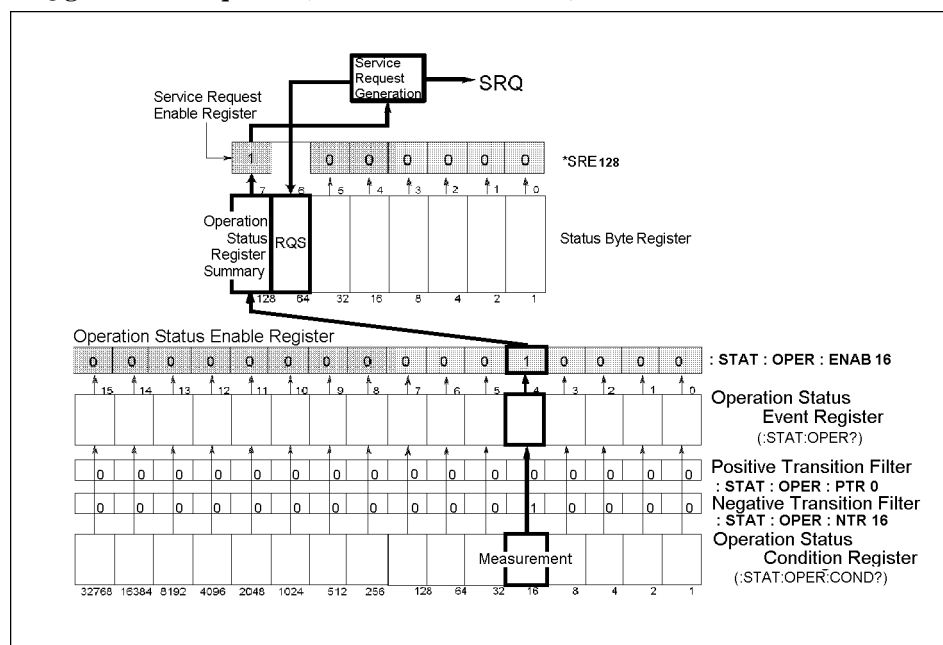 Service
Request
Generation
SRQ
Service Request
Enable Register
1 0 0 0 0 0 0
*SRE 128
7 6 5 4 3 2 1 0
Operation
Status
Register
Summary
RQS
Status Byte Register
128 64 32 16 8 4 2 1
Operation Status Enable Register
0 0 0 0 0 0 0 0 0 0 0 1 0 0 0 0
: STAT : OPER : ENAB 16
15 14 13 12 11 10 9 8 7 6 5 4 3 2 1 0
Operation Status
Event Register
(:STAT:OPER?)
0 0 0 0 0 0 0 0 0 0 0 0 0 0 0 0
Positive Transition Filter
: STAT : OPER : PTR 0
0 0 0 0 0 0 0 0 0 0 0 1 0 0 0 0
Negative Transition Filter
: STAT : OPER : NTR 16
Operation Status
Condition Register
(:STAT:OPER:COND?)
Measurement
32768 16384 8192 4096 2048 1024 512 256 128 64 32 16 8 4 2 1